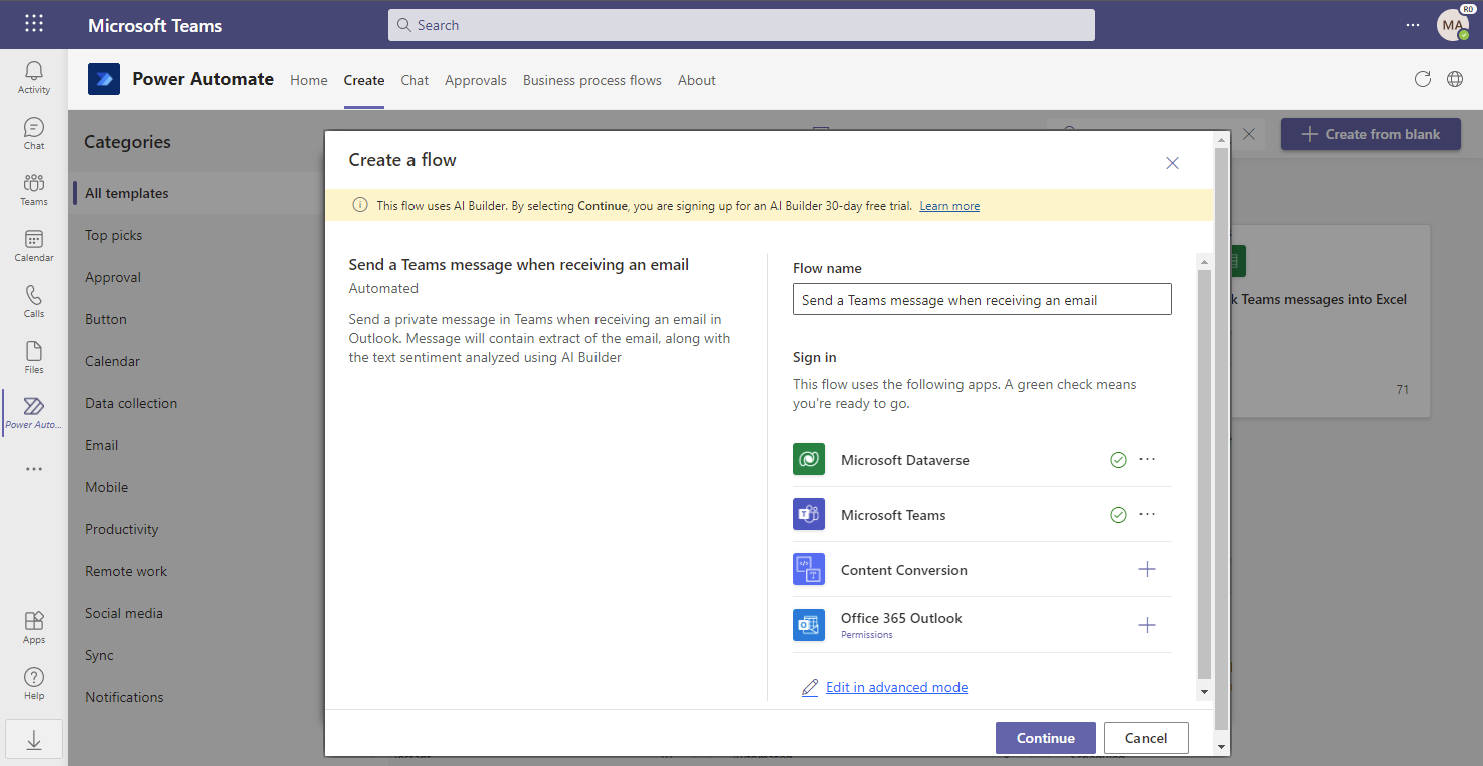 Microsoft Teams
Search
RO
MA
Activity
Chat
Teams
Calendar
Calls
Files
Power Auto...
Apps
Help
Power Automate
Home
Create
Chat
Approvals
Business process flows
About
Categories
All templates
Top picks
Approval
Button
Calendar
Data collection
Email
Mobile
Productivity
Remote work
Social media
Sync
Notifications
Create from blank
Teams messages into Excel
71
Create a flow
This flow uses AI Builder. By selecting Continue, you are signing up for an AI Builder 30-day free trial. Learn more
Send a Teams message when receiving an email
Automated
Send a private message in Teams when receiving an email in
Outlook. Message will contain extract of the email, along with
the text sentiment analyzed using AI Builder
Flow name
Send a Teams message when receiving an email
Sign in
This flow uses the following apps. A green check means
you're ready to go.
Microsoft Dataverse
Microsoft Teams
Content Conversion
Office 365 Outlook
Permissions
Edit in advanced mode
Continue
Cancel